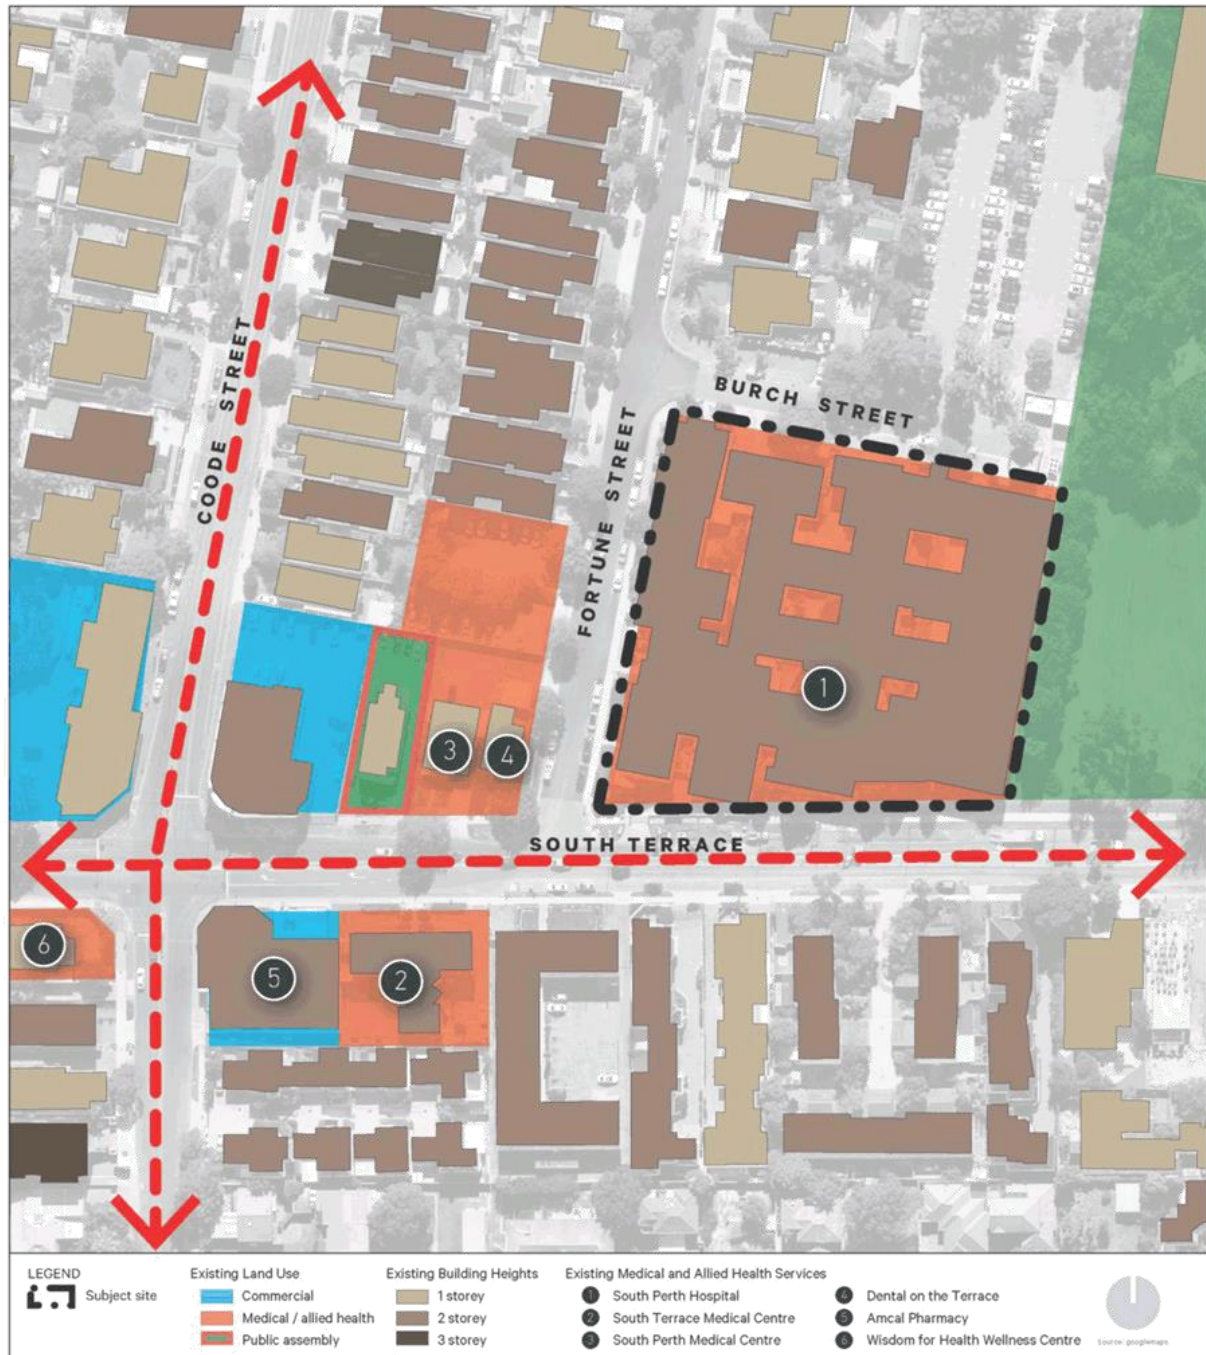 COODE STREET
BURCH STREET
FORTUNE STREET
1
3
4
SOUTH TERRACE
6
5
2
LEGEND
Subject site
Existing Land Use
Commercial
Medical / allied health
Public assembly
Existing Building Heights
1 storey
2 storey
3 storey
Existing Medical and Allied Health Services
1 South Perth Hospital
2 South Terrace Medical Centre
3 South Perth Medical Centre
4 Dental on the Terrace
5 Amcal Pharmacy
6 Wisdom for Health Wellness Centre
Source: googlemaps